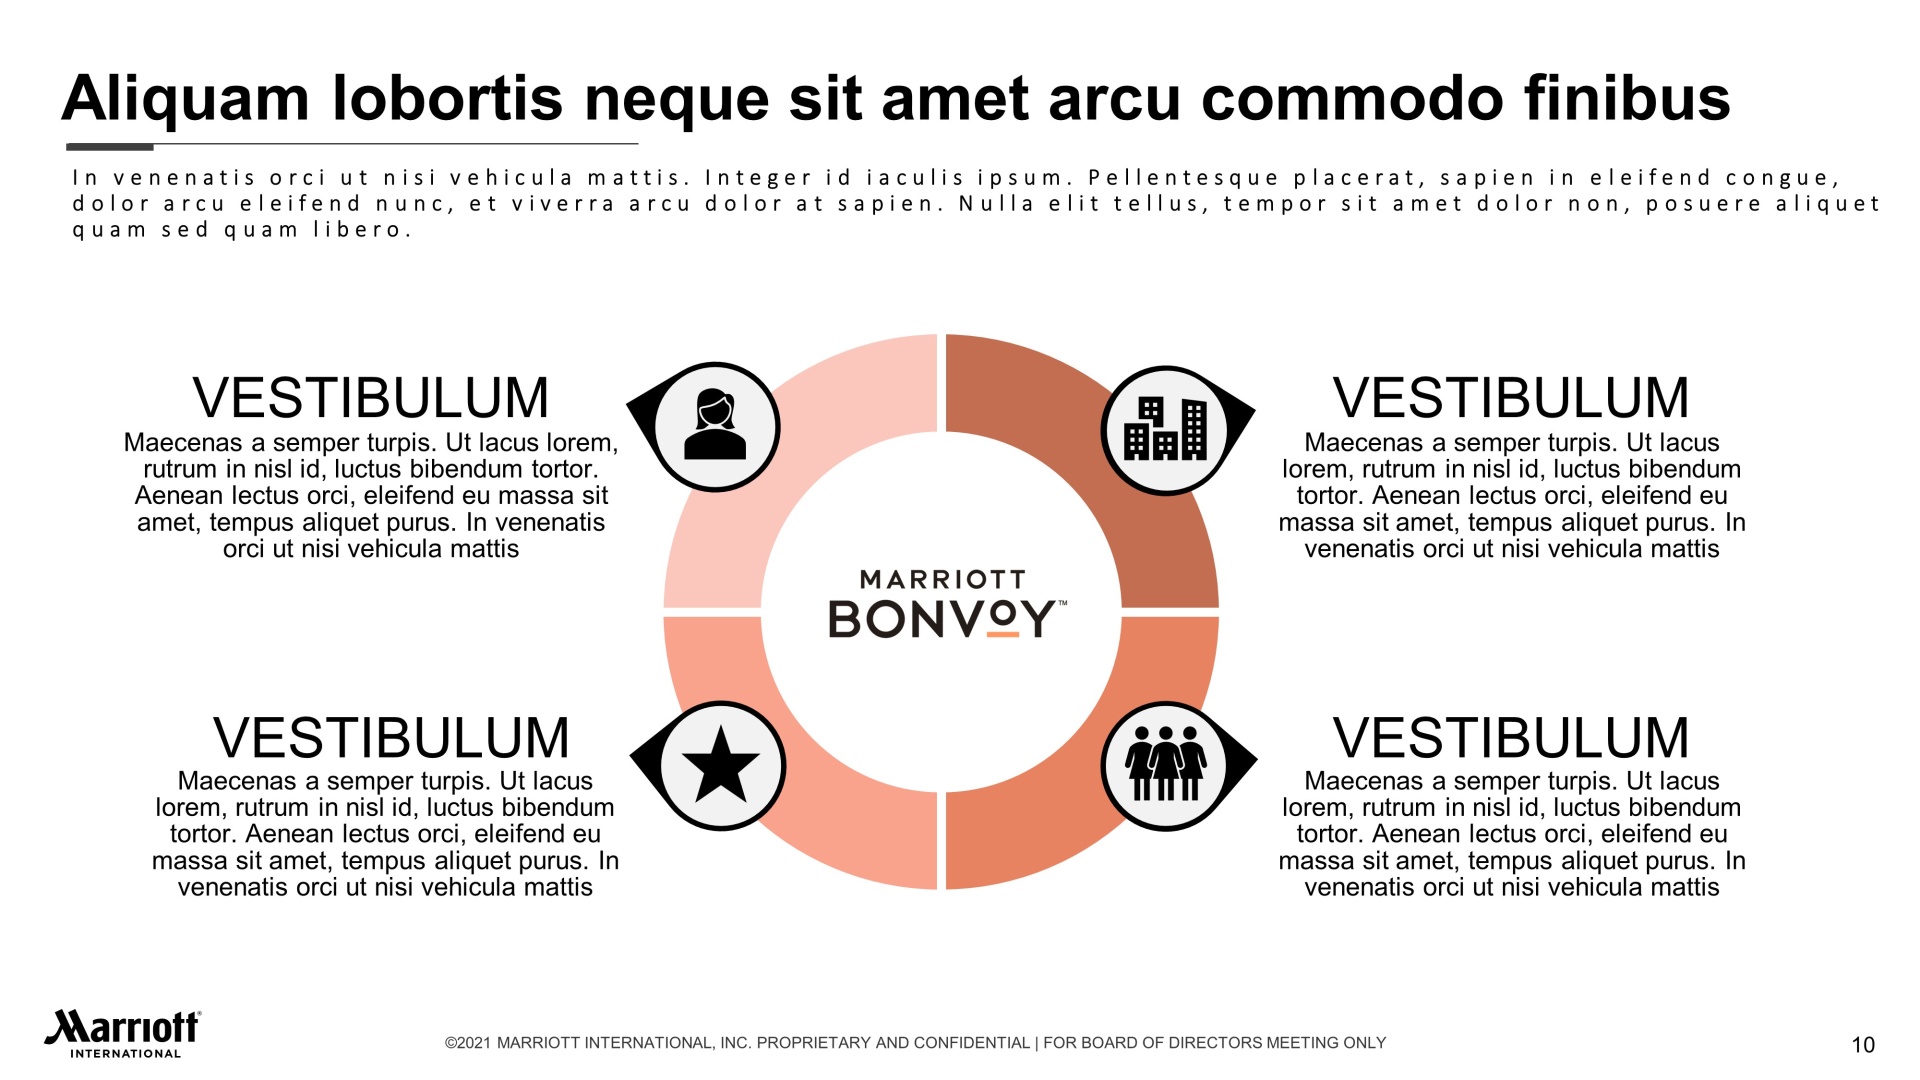 Aliquam lobortis neque sit amet arcu commodo finibus
In venenatis orci ut nisi vehicula mattis. Integer id iaculis ipsum. Pellentesque placerat, sapien in eleifend congue,
dolor arcu eleifend nunc, et viverra arcu dolor at sapien. Nulla elit tellus, tempor sit amet dolor non, posuere aliquet
quam sed quam libero.
VESTIBULUM
Maecenas a semper turpis. Ut lacus lorem,
rutrum in nisl id, luctus bibendum tortor.
Aenean lectus orci, eleifend eu massa sit
amet, tempus aliquet purus. In venenatis
orci ut nisi vehicula mattis
VESTIBULUM
Maecenas a semper turpis. Ut lacus
lorem, rutrum in nisl id, luctus bibendum
tortor. Aenean lectus orci, eleifend eu
massa sit amet, tempus aliquet purus. In
venenatis orci ut nisi vehicula mattis
MARRIOTT
BONVOY™
VESTIBULUM
Maecenas a semper turpis. Ut lacus
lorem, rutrum in nisl id, luctus bibendum
tortor. Aenean lectus orci, eleifend eu
massa sit amet, tempus aliquet purus. In
venenatis orci ut nisi vehicula mattis
VESTIBULUM
Maecenas a semper turpis. Ut lacus
lorem, rutrum in nisl id, luctus bibendum
tortor. Aenean lectus orci, eleifend eu
massa sit amet, tempus aliquet purus. In
venenatis orci ut nisi vehicula mattis
Marriott®
INTERNATIONAL
©2021 MARRIOTT INTERNATIONAL, INC. PROPRIETARY AND CONFIDENTIAL | FOR BOARD OF DIRECTORS MEETING ONLY
10